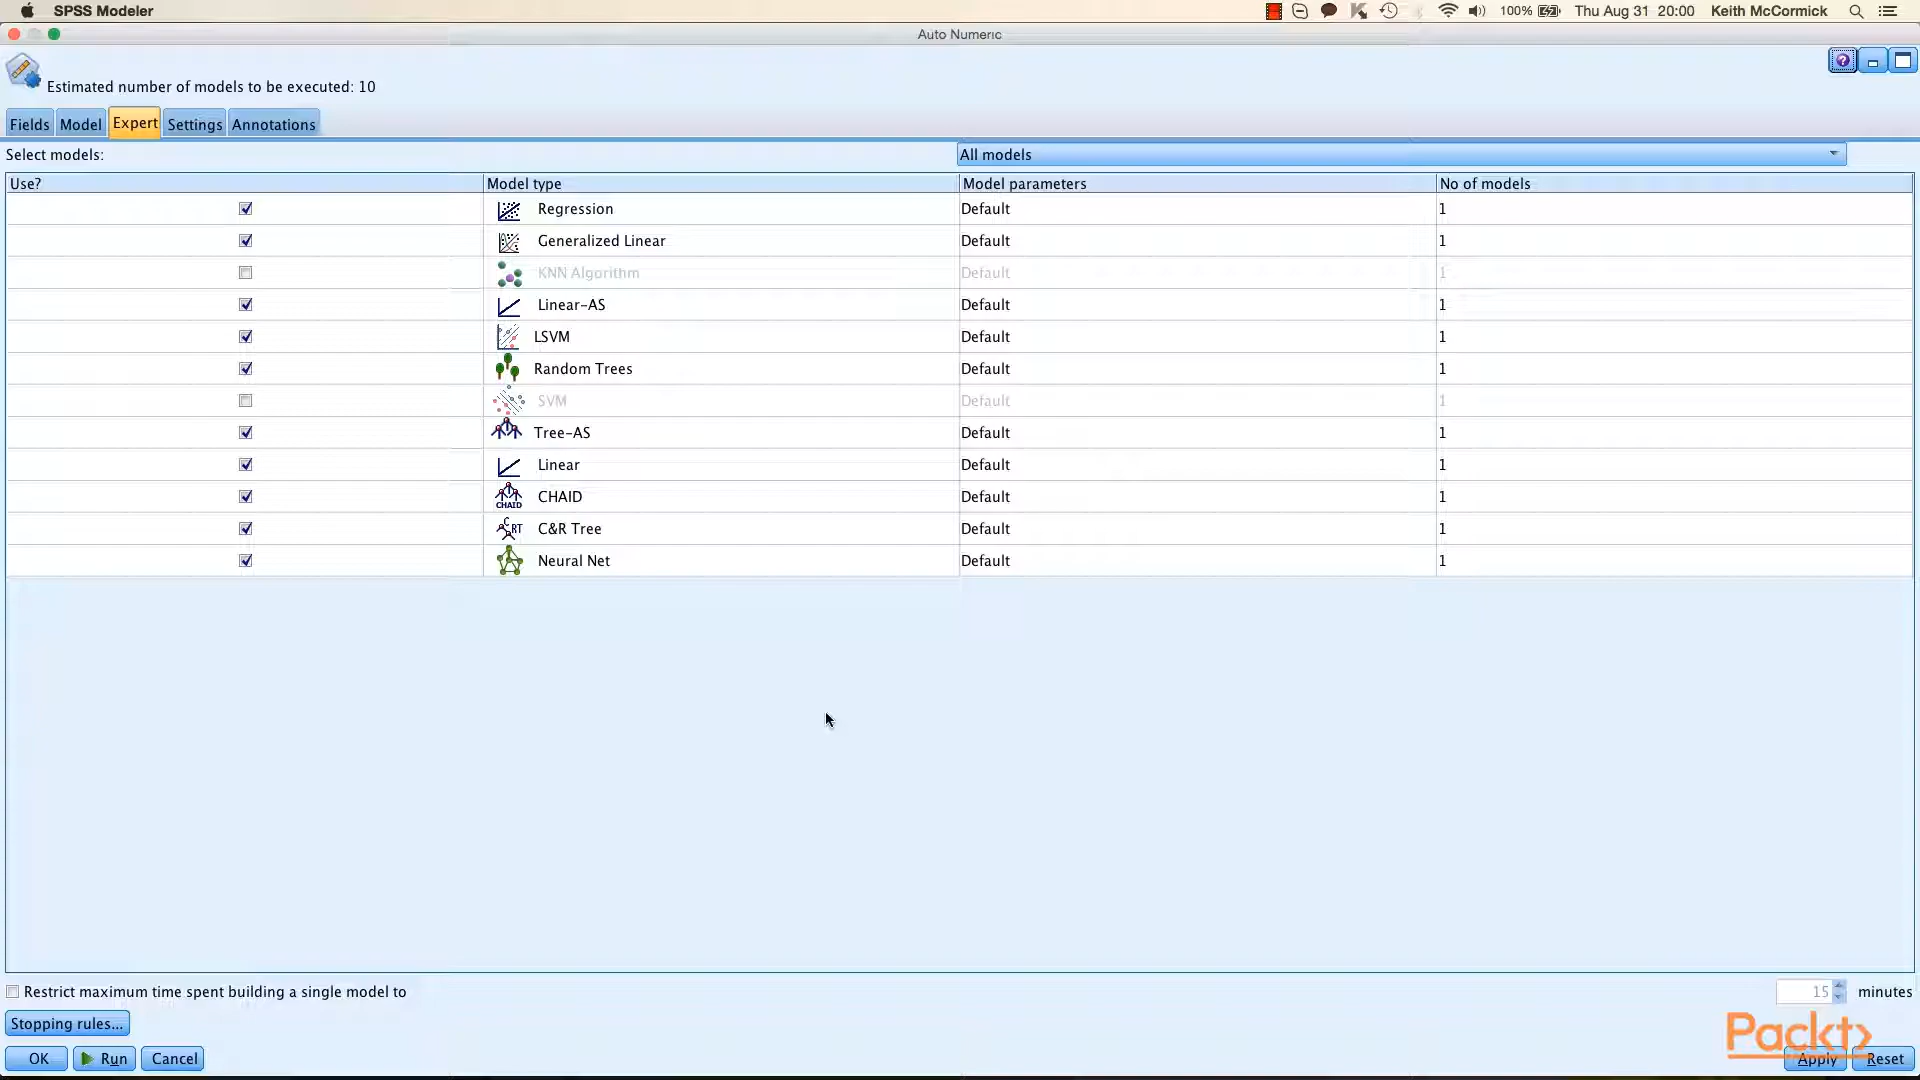 SPSS Modeler 100% Thu Aug 31 20:00 Keith McCormick
Auto Numeric
Estimated number of models to be executed: 10
Fields Model Expert Settings Annotations
Select models: All models
Use? Model type Model parameters No of models
Regression Default 1
Generalized Linear Default 1
KNN Algorithm Default 1
Linear-AS Default 1
LSVM Default 1
Random Trees Default 1
SVM Default 1
Tree-AS Default 1
Linear Default 1
CHAID CHAID Default 1
C RT C&R Tree Default 1
Neural Net Default 1
Restrict maximum time spent building a single model to 15 minutes
Stopping rules...
Packt>
OK Run Cancel Apply Reset